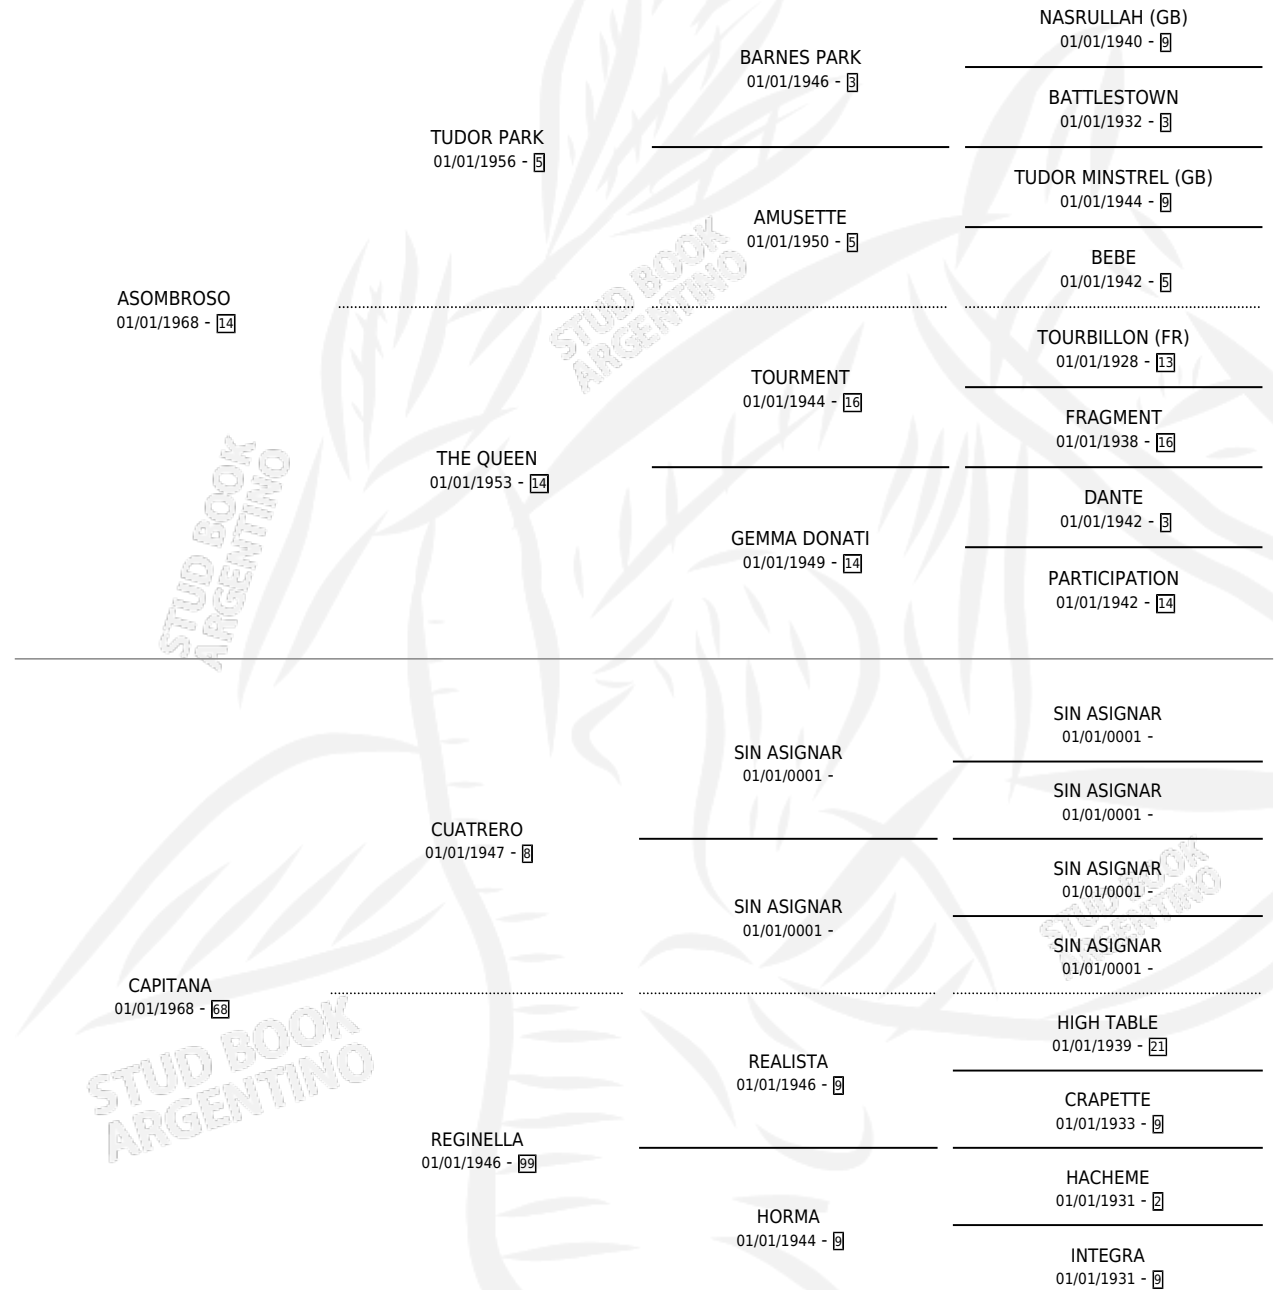 NASRULLAH (GB)
01/01/1940 - 9
BARNES PARK
01/01/1946 - 3
BATTLESTOWN
01/01/1932 - 3
TUDOR PARK
01/01/1956 - 5
TUDOR MINSTREL (GB)
01/01/1944 - 9
AMUSETTE
01/01/1950 - 5
BEBE
01/01/1942 - 5
ASOMBROSO
01/01/1968 - 14
STUD BOOK
ARGENTINO
TOURBILLON (FR)
01/01/1928 - 13
TOURMENT
01/01/1944 - 16
FRAGMENT
01/01/1938 - 16
THE QUEEN
01/01/1953 - 14
DANTE
01/01/1942 - 3
GEMMA DONATI
01/01/1949 - 14
PARTICIPATION
01/01/1942 - 14
STUD BOOK
ARGENTINO
SIN ASIGNAR
01/01/0001 -
SIN ASIGNAR
01/01/0001 -
SIN ASIGNAR
01/01/0001 -
CUATRERO
01/01/1947 - 8
SIN ASIGNAR
01/01/0001 -
SIN ASIGNAR
01/01/0001 -
SIN ASIGNAR
01/01/0001 -
STUD BOOK
ARGENTINO
CAPITANA
01/01/1968 - 68
HIGH TABLE
01/01/1939 - 21
REALISTA
01/01/1946 - 9
CRAPETTE
01/01/1933 - 9
STUD BOOK
ARGENTINO
REGINELLA
01/01/1946 - 99
HACHEME
01/01/1931 - 2
HORMA
01/01/1944 - 9
INTEGRA
01/01/1931 - 9